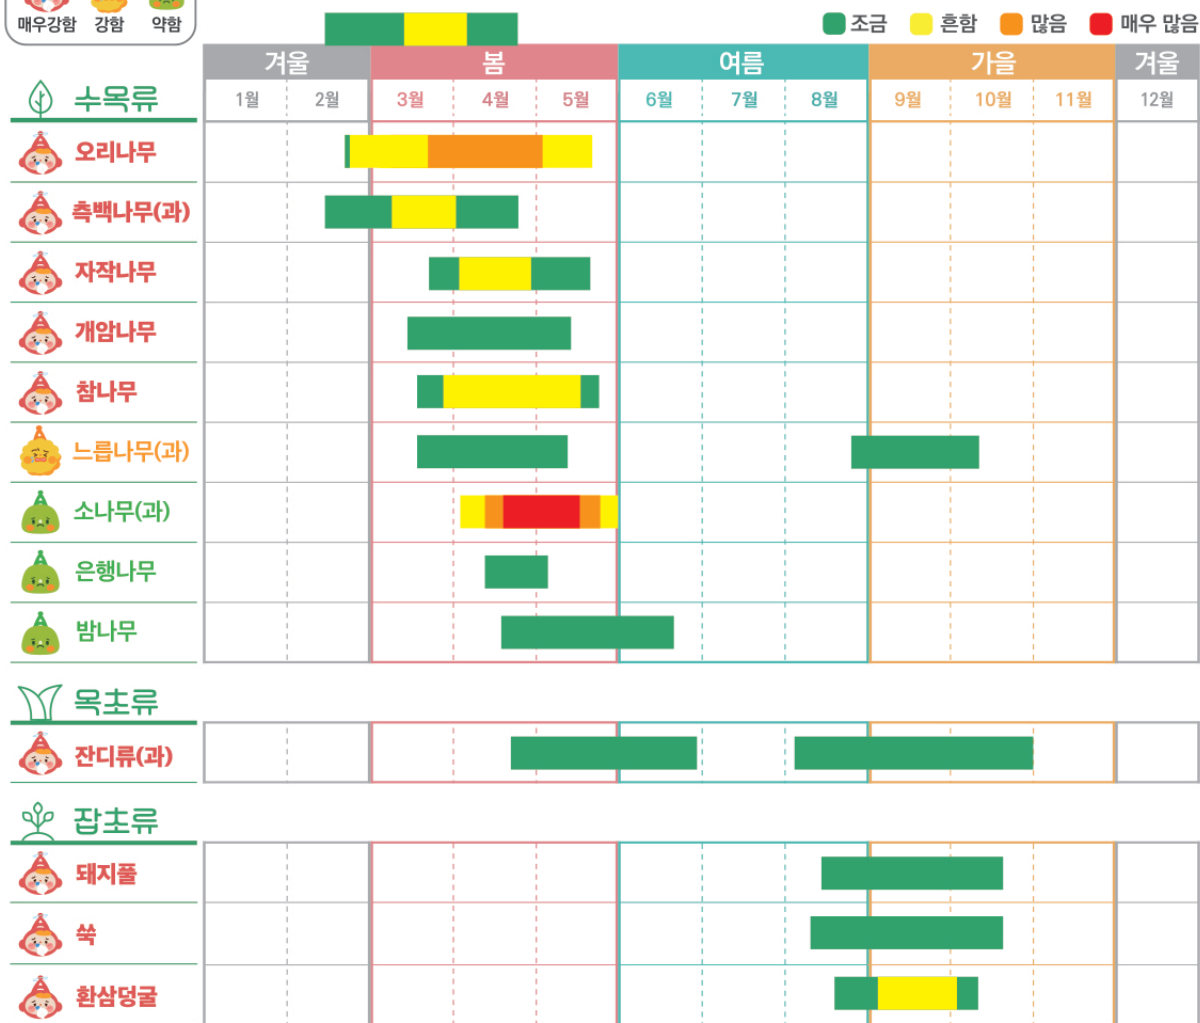 매우강함 강함 약함
조금 흔함 많음 매우 많음
겨울 봄 여름 가을 겨울
수목류 1월 2월 3월 4월 5월 6월 7월 8월 9월 10월 11월 12월
오리나무
측백나무(과)
자작나무
개암나무
참나무
느릅나무(과)
소나무(과)
은행나무
밤나무
목초류
잔디류(과)
잡초류
돼지풀
쑥
환삼덩굴